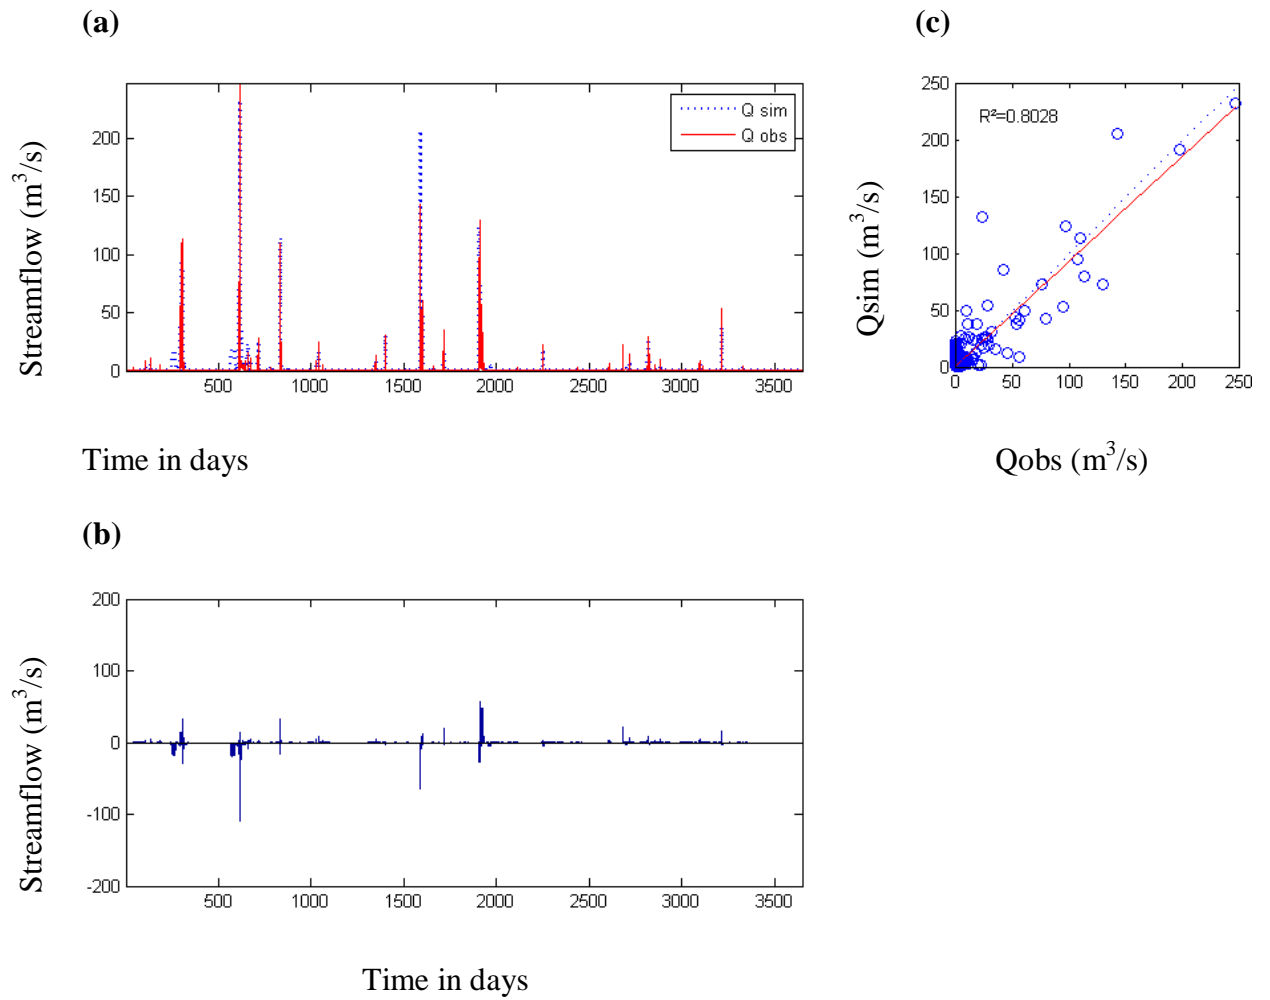 (a)
Streamflow (m³/s)
200
150
100
50
0
Q sim
Q obs
500 1000 1500 2000 2500 3000 3500
Time in days
(c)
Qsim (m³/s)
250
200
150
100
50
0
R²=0.8028
0 50 100 150 200 250
Qobs (m³/s)
(b)
Streamflow (m³/s)
200
100
0
-100
-200
500 1000 1500 2000 2500 3000 3500
Time in days